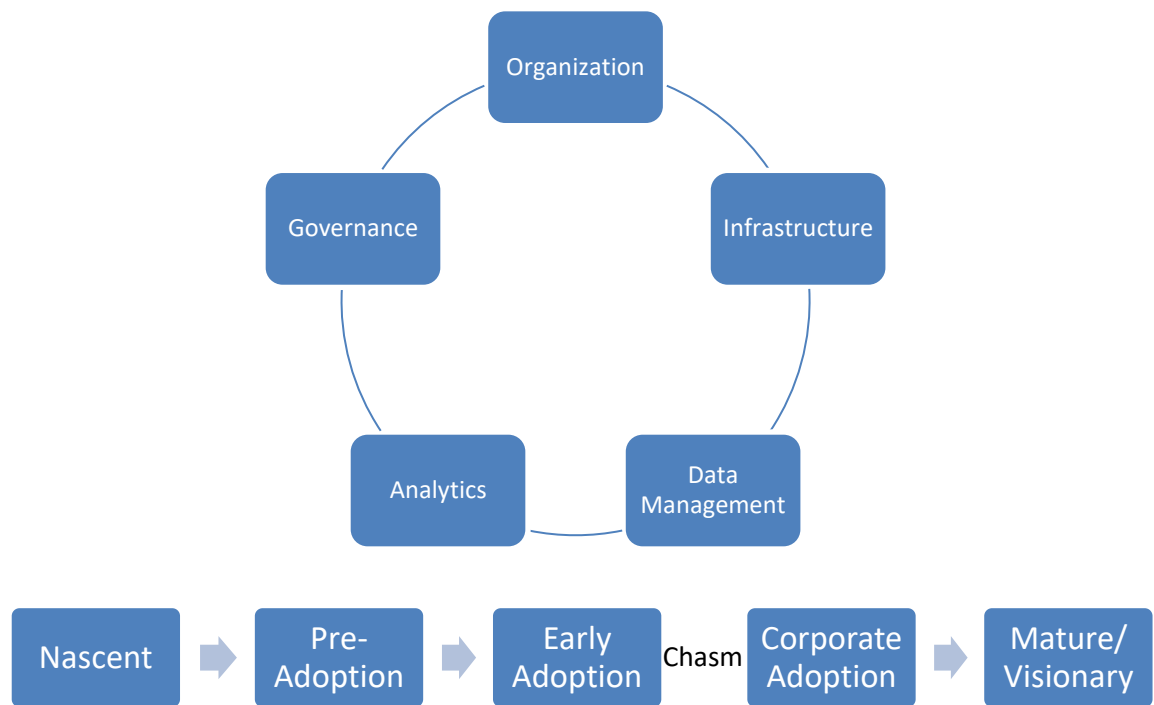 Organization
Governance
Infrastructure
Analytics
Data
Management
Nascent
Pre-
Adoption
Early
Adoption
Chasm
Corporate
Adoption
Mature/
Visionary